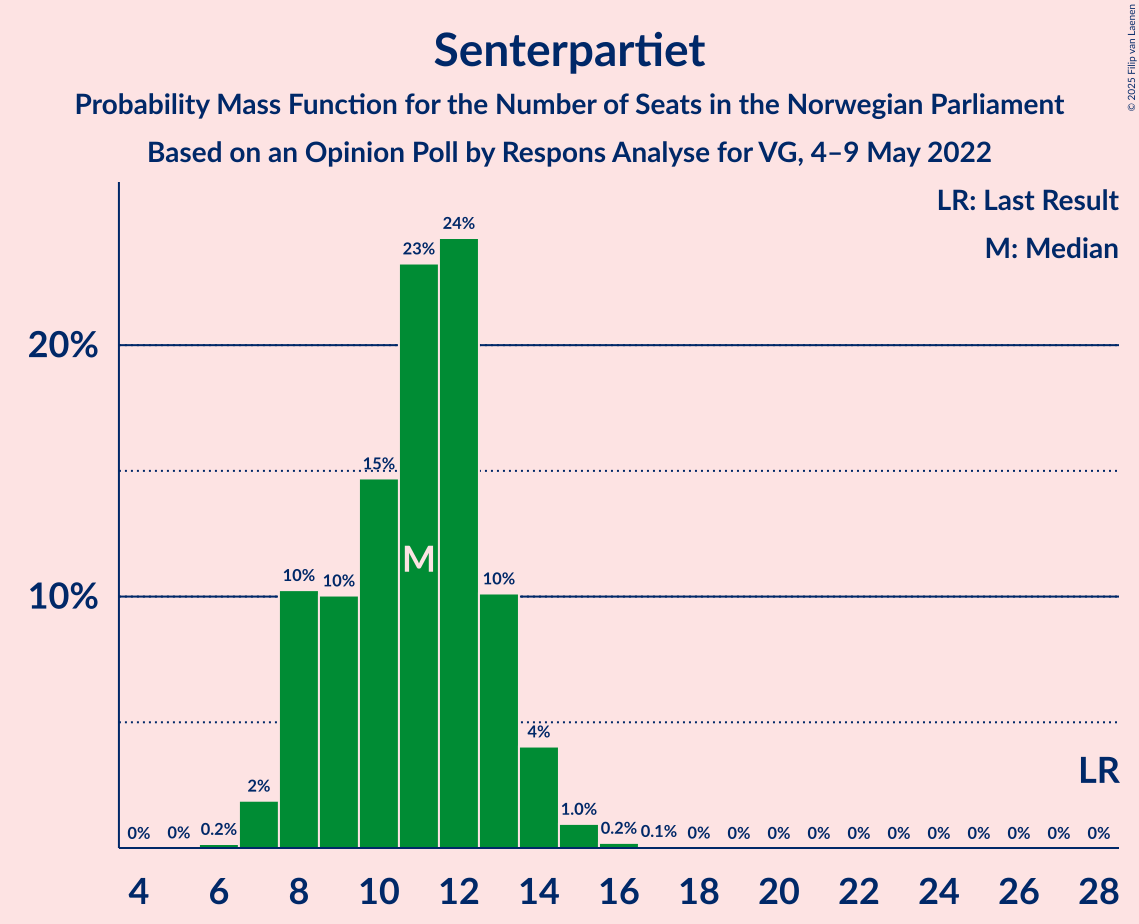 Senterpartiet
Probability Mass Function for the Number of Seats in the Norwegian Parliament
Based on an Opinion Poll by Respons Analyse for VG, 4–9 May 2022
© 2025 Filip van Laenen
LR: Last Result
M: Median
24%
23%
20%
15%
M
10%
10% 10% 10%
4%
LR
2%
1.0%
0% 0% 0.2% 0.2% 0.1% 0% 0% 0% 0% 0% 0% 0% 0% 0% 0% 0%
4 6 8 10 12 14 16 18 20 22 24 26 28